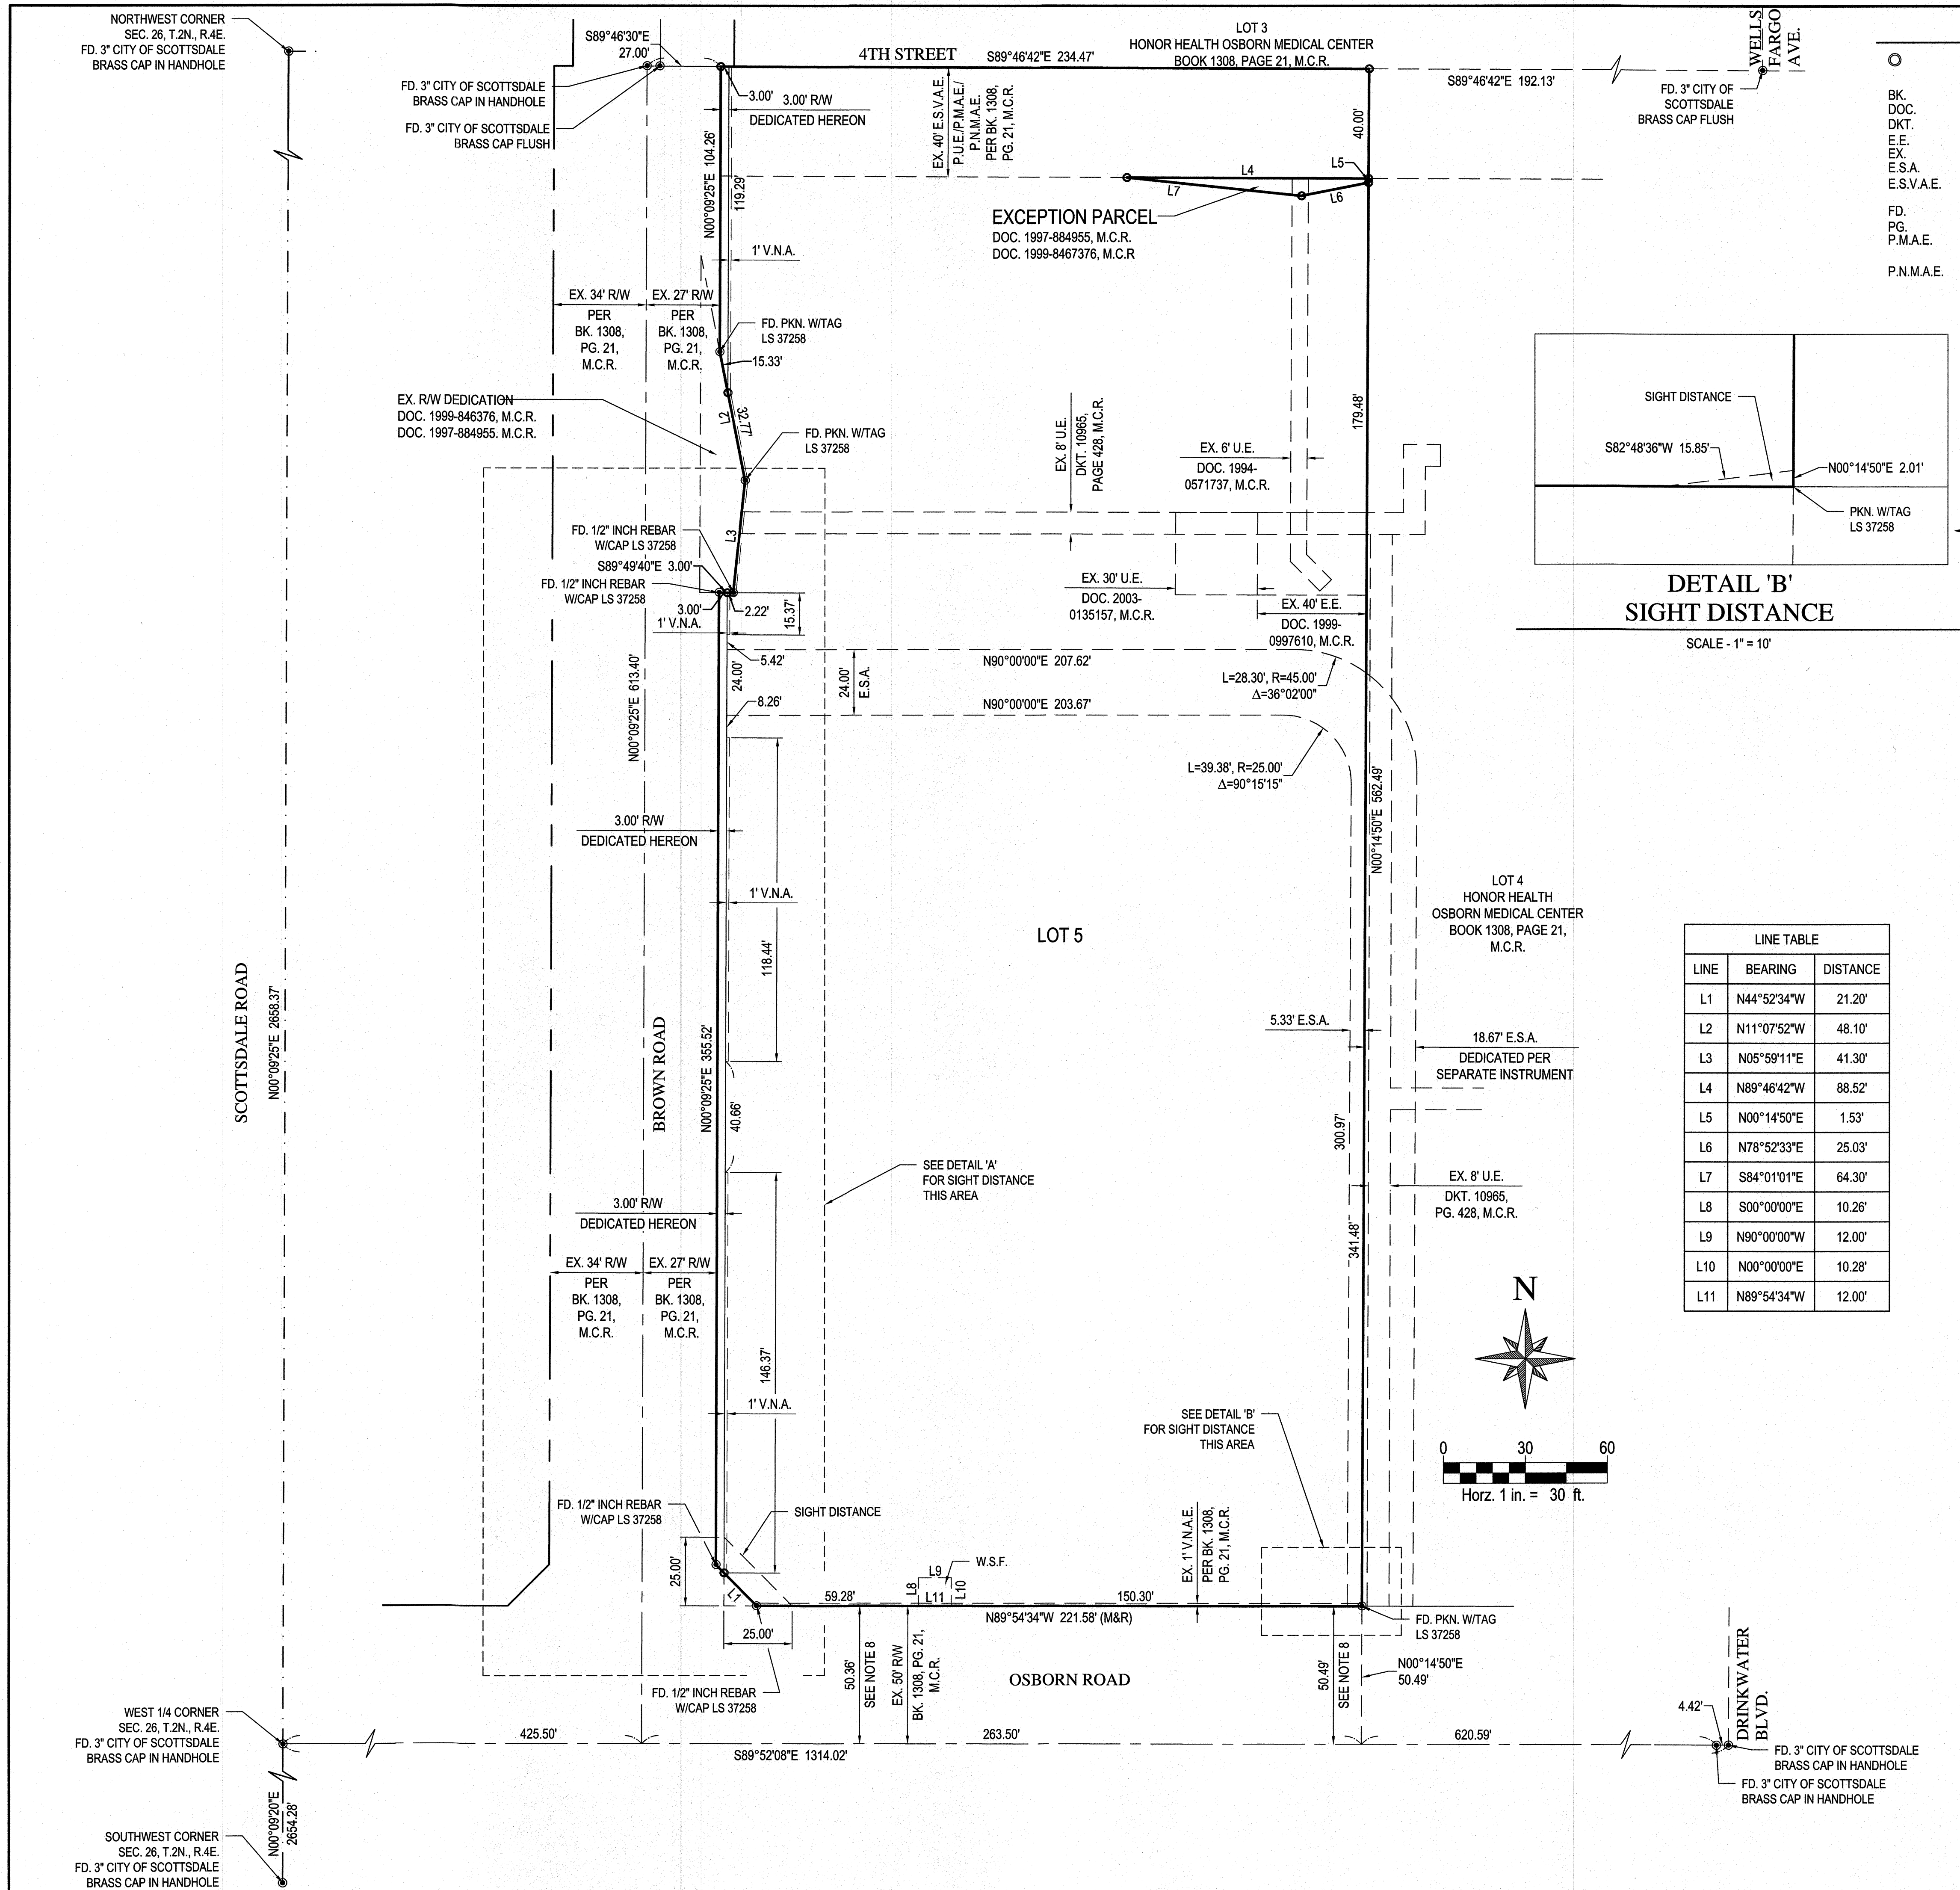 NORTHWEST CORNER
SEC. 26, T.2N., R.4E.
FD. 3" CITY OF SCOTTSDALE
BRASS CAP IN HANDHOLE
S89°46'30"E
27.00'
FD. 3" CITY OF SCOTTSDALE
BRASS CAP IN HANDHOLE
FD. 3" CITY OF SCOTTSDALE
BRASS CAP FLUSH
4TH STREET
S89°46'42"E 234.47'
LOT 3
HONOR HEALTH OSBORN MEDICAL CENTER
BOOK 1308, PAGE 21, M.C.R.
S89°46'42"E 192.13'
WELLS
FARGO
AVE.
FD. 3" CITY OF
SCOTTSDALE
BRASS CAP FLUSH
BK.
DOC.
DKT.
E.E.
EX.
E.S.A.
E.S.V.A.E.
FD.
PG.
P.M.A.E.
P.N.M.A.E.
3.00'
3.00' R/W
DEDICATED HEREON
EX. 40' E.S.V.A.E.
P.U.E./P.M.A.E./
P.N.M.A.E.
PER BK. 1308,
PG. 21, M.C.R.
40.00'
N00°09'25"E 104.26'
119.29'
L4
L5
L6
L7
EXCEPTION PARCEL
DOC. 1997-884955, M.C.R.
DOC. 1999-8467376, M.C.R
1' V.N.A.
EX. 34' R/W
PER
BK. 1308,
PG. 21,
M.C.R.
EX. 27' R/W
PER
BK. 1308,
PG. 21,
M.C.R.
FD. PKN. W/TAG
LS 37258
15.33'
EX. R/W DEDICATION
DOC. 1999-846376, M.C.R.
DOC. 1997-884955. M.C.R.
L2
32.77'
FD. PKN. W/TAG
LS 37258
EX. 8' U.E.
DKT. 10965,
PAGE 428, M.C.R.
EX. 6' U.E.
DOC. 1994-
0571737, M.C.R.
179.48'
SIGHT DISTANCE
S82°48'36"W 15.85'
N00°14'50"E 2.01'
PKN. W/TAG
LS 37258
DETAIL 'B'
SIGHT DISTANCE
SCALE - 1" = 10'
FD. 1/2" INCH REBAR
W/CAP LS 37258
L3
S89°49'40"E 3.00'
FD. 1/2" INCH REBAR
W/CAP LS 37258
3.00'
2.22'
15.37'
1' V.N.A.
EX. 30' U.E.
DOC. 2003-
0135157, M.C.R.
EX. 40' E.E.
DOC. 1999-
0997610, M.C.R.
5.42'
24.00'
24.00'
E.S.A.
N90°00'00"E 207.62'
L=28.30', R=45.00'
Δ=36°02'00"
8.26'
N90°00'00"E 203.67'
L=39.38', R=25.00'
Δ=90°15'15"
N00°09'25"E 613.40'
N00°14'50"E 562.49'
3.00' R/W
DEDICATED HEREON
1' V.N.A.
118.44'
LOT 5
LOT 4
HONOR HEALTH
OSBORN MEDICAL CENTER
BOOK 1308, PAGE 21,
M.C.R.
SCOTTSDALE ROAD
N00°09'25"E 2658.37'
BROWN ROAD
N00°09'25"E 355.52'
40.66'
5.33' E.S.A.
18.67' E.S.A.
DEDICATED PER
SEPARATE INSTRUMENT
300.97'
SEE DETAIL 'A'
FOR SIGHT DISTANCE
THIS AREA
3.00' R/W
DEDICATED HEREON
EX. 8' U.E.
DKT. 10965,
PG. 428, M.C.R.
341.48'
EX. 34' R/W
PER
BK. 1308,
PG. 21,
M.C.R.
EX. 27' R/W
PER
BK. 1308,
PG. 21,
M.C.R.
146.37'
1' V.N.A.
LINE TABLE
LINE BEARING DISTANCE
L1 N44°52'34"W 21.20'
L2 N11°07'52"W 48.10'
L3 N05°59'11"E 41.30'
L4 N89°46'42"W 88.52'
L5 N00°14'50"E 1.53'
L6 N78°52'33"E 25.03'
L7 S84°01'01"E 64.30'
L8 S00°00'00"E 10.26'
L9 N90°00'00"W 12.00'
L10 N00°00'00"E 10.28'
L11 N89°54'34"W 12.00'
N
0 30 60
Horz. 1 in. = 30 ft.
SEE DETAIL 'B'
FOR SIGHT DISTANCE
THIS AREA
FD. 1/2" INCH REBAR
W/CAP LS 37258
SIGHT DISTANCE
25.00'
L1
EX. 1' V.N.A.E.
PER BK. 1308,
PG. 21, M.C.R.
W.S.F.
L9
L8
L11
L10
59.28'
150.30'
N89°54'34"W 221.58' (M&R)
25.00'
FD. PKN. W/TAG
LS 37258
50.36'
SEE NOTE 8
EX. 50' R/W
BK. 1308, PG. 21,
M.C.R.
50.49'
SEE NOTE 8
N00°14'50"E
50.49'
OSBORN ROAD
FD. 1/2" INCH REBAR
W/CAP LS 37258
DRINKWATER
BLVD.
4.42'
WEST 1/4 CORNER
SEC. 26, T.2N., R.4E.
FD. 3" CITY OF SCOTTSDALE
BRASS CAP IN HANDHOLE
425.50'
263.50'
620.59'
S89°52'08"E 1314.02'
FD. 3" CITY OF SCOTTSDALE
BRASS CAP IN HANDHOLE
FD. 3" CITY OF SCOTTSDALE
BRASS CAP IN HANDHOLE
N00°09'20"E
2654.28'
SOUTHWEST CORNER
SEC. 26, T.2N., R.4E.
FD. 3" CITY OF SCOTTSDALE
BRASS CAP IN HANDHOLE